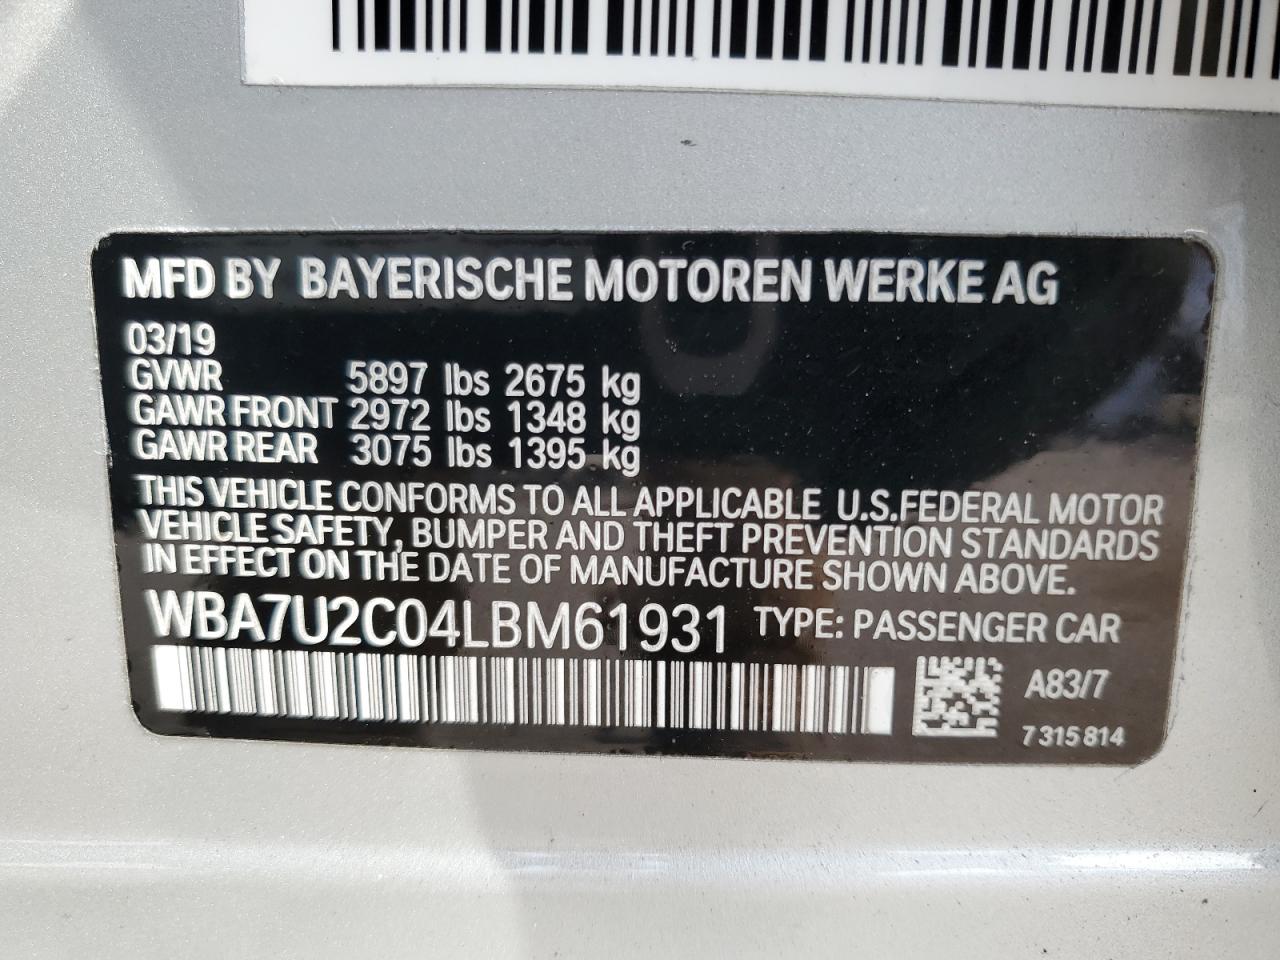 MFD BY BAYERISCHE MOTOREN WERKE AG
03/19
GVWR 5897 lbs 2675 kg
GAWR FRONT 2972 lbs 1348 kg
GAWR REAR 3075 lbs 1395 kg
THIS VEHICLE CONFORMS TO ALL APPLICABLE U.S.FEDERAL MOTOR
VEHICLE SAFETY, BUMPER AND THEFT PREVENTION STANDARDS
IN EFFECT ON THE DATE OF MANUFACTURE SHOWN ABOVE.
WBA7U2C04LBM61931 TYPE: PASSENGER CAR
A83/7
7 315 814